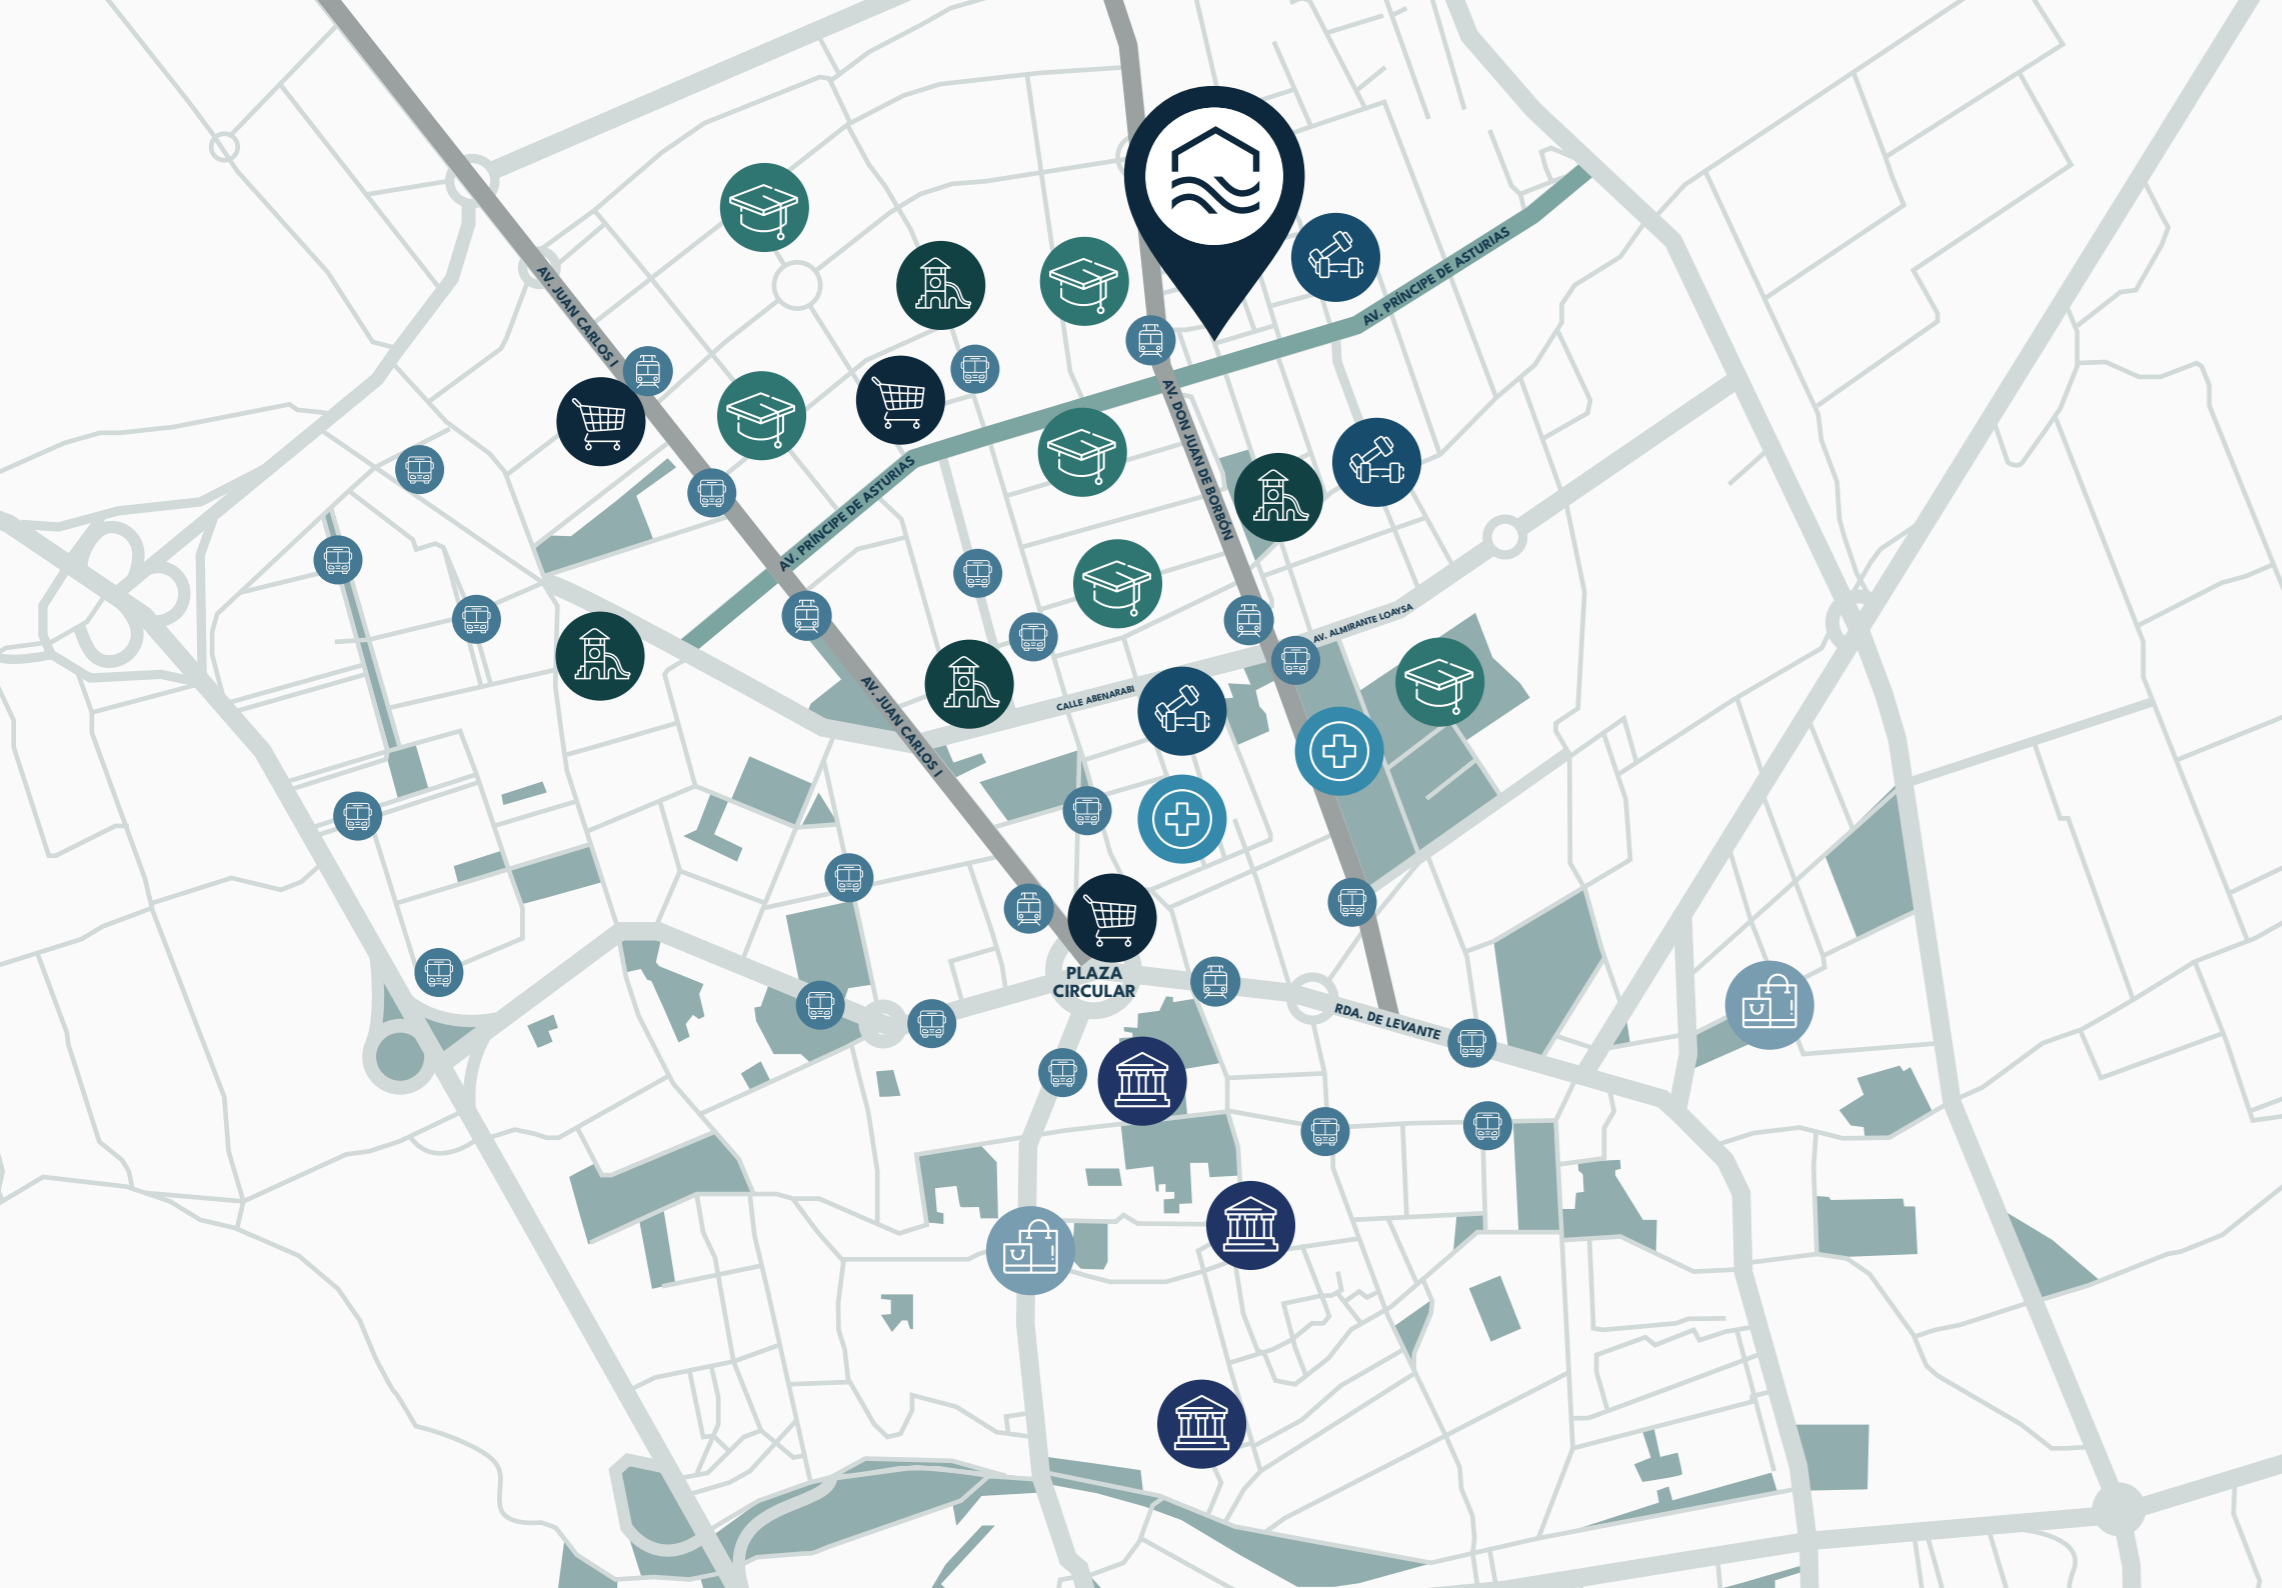 AV. PRÍNCIPE DE ASTURIAS
AV. JUAN CARLOS I
AV. DON JUAN DE BORBÓN
AV. PRÍNCIPE DE ASTURIAS
AV. ALMIRANTE LOAYSA
CALLE ABENARABI
AV. JUAN CARLOS I
PLAZA
CIRCULAR
RDA. DE LEVANTE